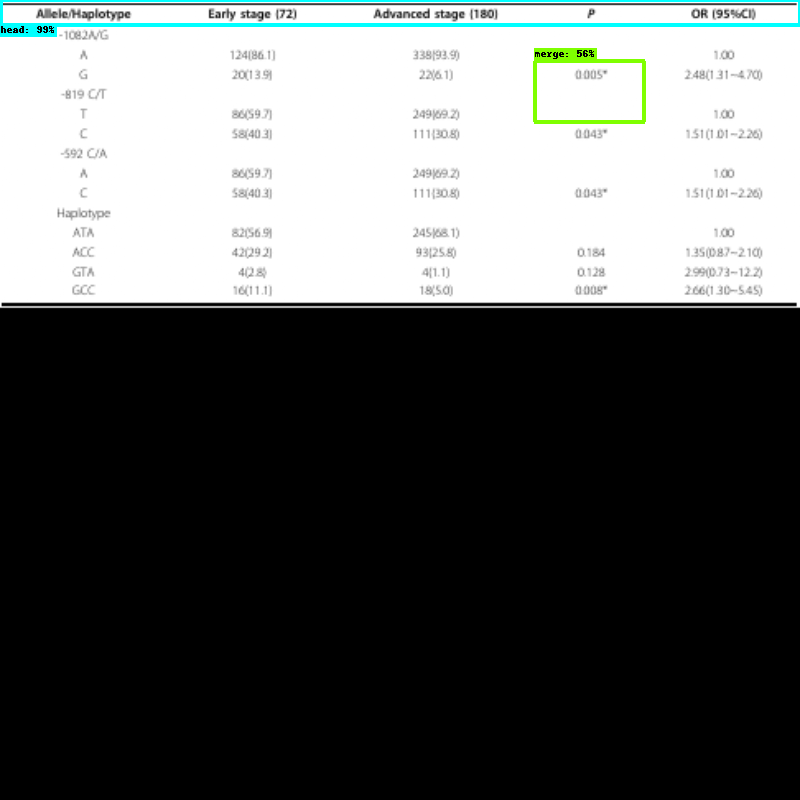 Allele/Haplotype Early stage (72) Advanced stage (180) P OR (95%CI)
head: 99%
-1082A/G
A 124(86.1) 338(93.9) 1.00
merge: 56%
G 20(13.9) 22(6.1) 0.005* 2.48(1.31~4.70)
-819 C/T
T 86(59.7) 249(69.2) 1.00
C 58(40.3) 111(30.8) 0.043* 1.51(1.01~2.26)
-592 C/A
A 86(59.7) 249(69.2) 1.00
C 58(40.3) 111(30.8) 0.043* 1.51(1.01~2.26)
Haplotype
ATA 82(56.9) 245(68.1) 1.00
ACC 42(29.2) 93(25.8) 0.184 1.35(0.87~2.10)
GTA 4(2.8) 4(1.1) 0.128 2.99(0.73~12.2)
GCC 16(11.1) 18(5.0) 0.008* 2.66(1.30~5.45)